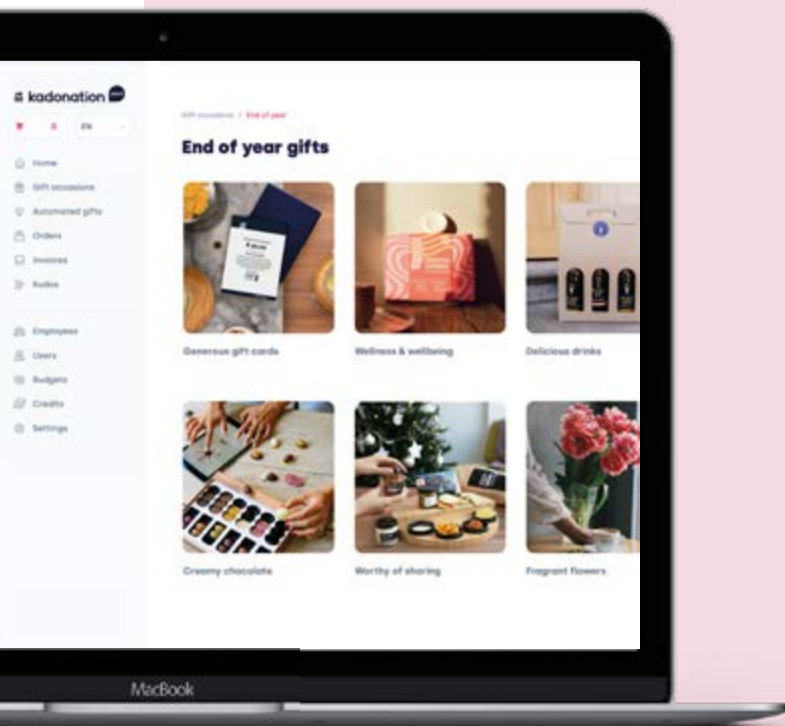 kadonation
0
EN
Home
Gift occasions
Automated gifts
Orders
Invoices
Kudos
Employees
Users
Budgets
Credits
Settings
Gift occasions / End of year
End of year gifts
Generous gift cards
Wellness & wellbeing
Delicious drinks
Creamy chocolate
Worthy of sharing
Fragrant flowers
MacBook